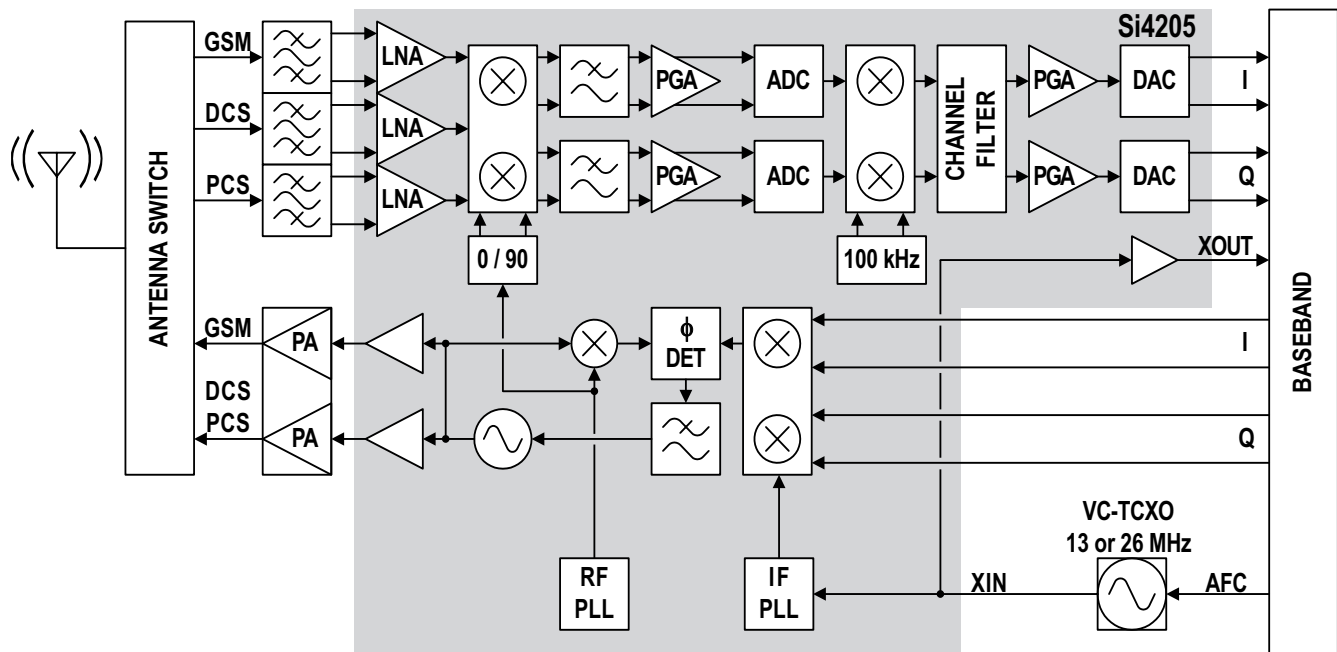 Si4205
GSM
LNA
PGA
ADC
PGA
DAC
I
DCS
LNA
CHANNEL
FILTER
PCS
LNA
PGA
ADC
PGA
DAC
Q
ANTENNA SWITCH
0 / 90
100 kHz
XOUT
BASEBAND
GSM
PA
ϕ
DET
I
DCS
PCS
PA
Q
VC-TCXO
13 or 26 MHz
RF
PLL
IF
PLL
XIN
AFC